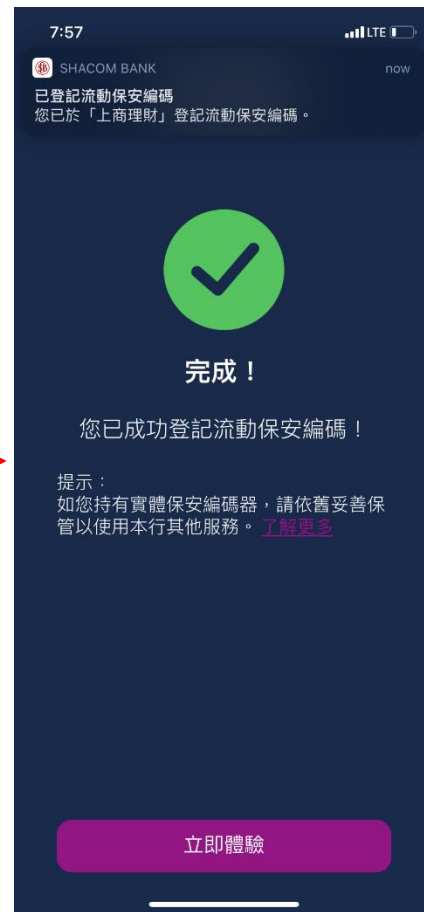 7:57
LTE
SHACOM BANK
now
已登記流動保安編碼
您已於「上商理財」登記流動保安編碼。
完成！
您已成功登記流動保安編碼！
提示：
如您持有實體保安編碼器，請依舊妥善保
管以使用本行其他服務。 了解更多
立即體驗